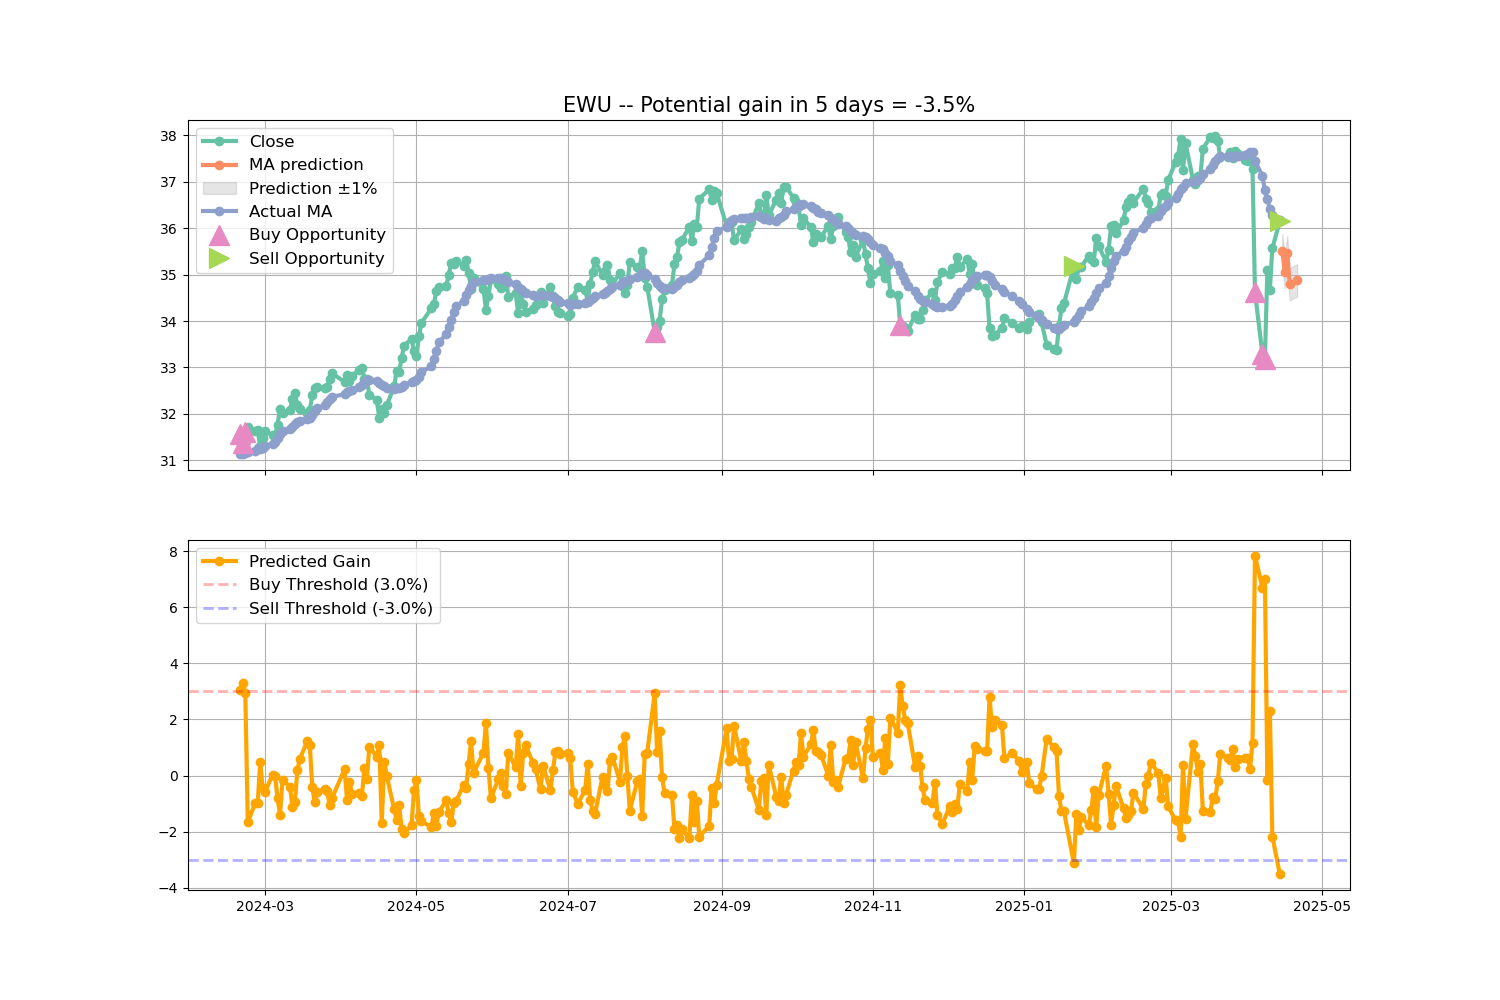 EWU -- Potential gain in 5 days = -3.5%
38
37
36
35
34
33
32
31
Close
MA prediction
Prediction ±1%
Actual MA
Buy Opportunity
Sell Opportunity
8
6
4
2
0
−2
−4
Predicted Gain
Buy Threshold (3.0%)
Sell Threshold (-3.0%)
2024-03 2024-05 2024-07 2024-09 2024-11 2025-01 2025-03 2025-05